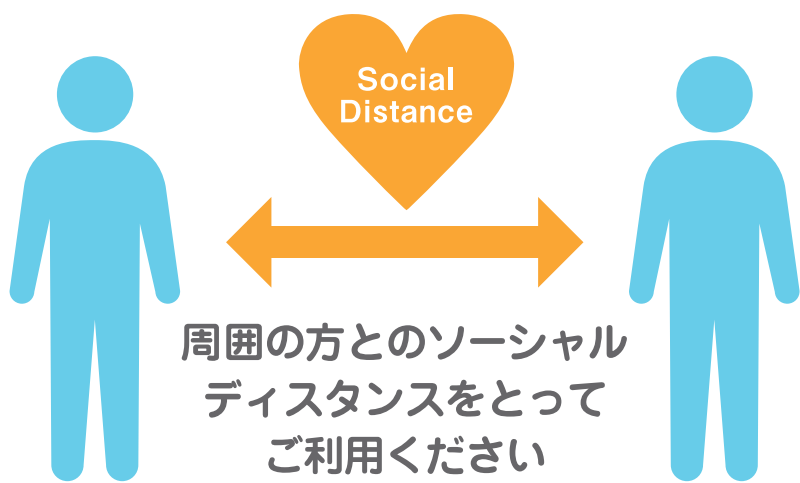 Social
Distance
周囲の方とのソーシャル
ディスタンスをとって
ご利用ください